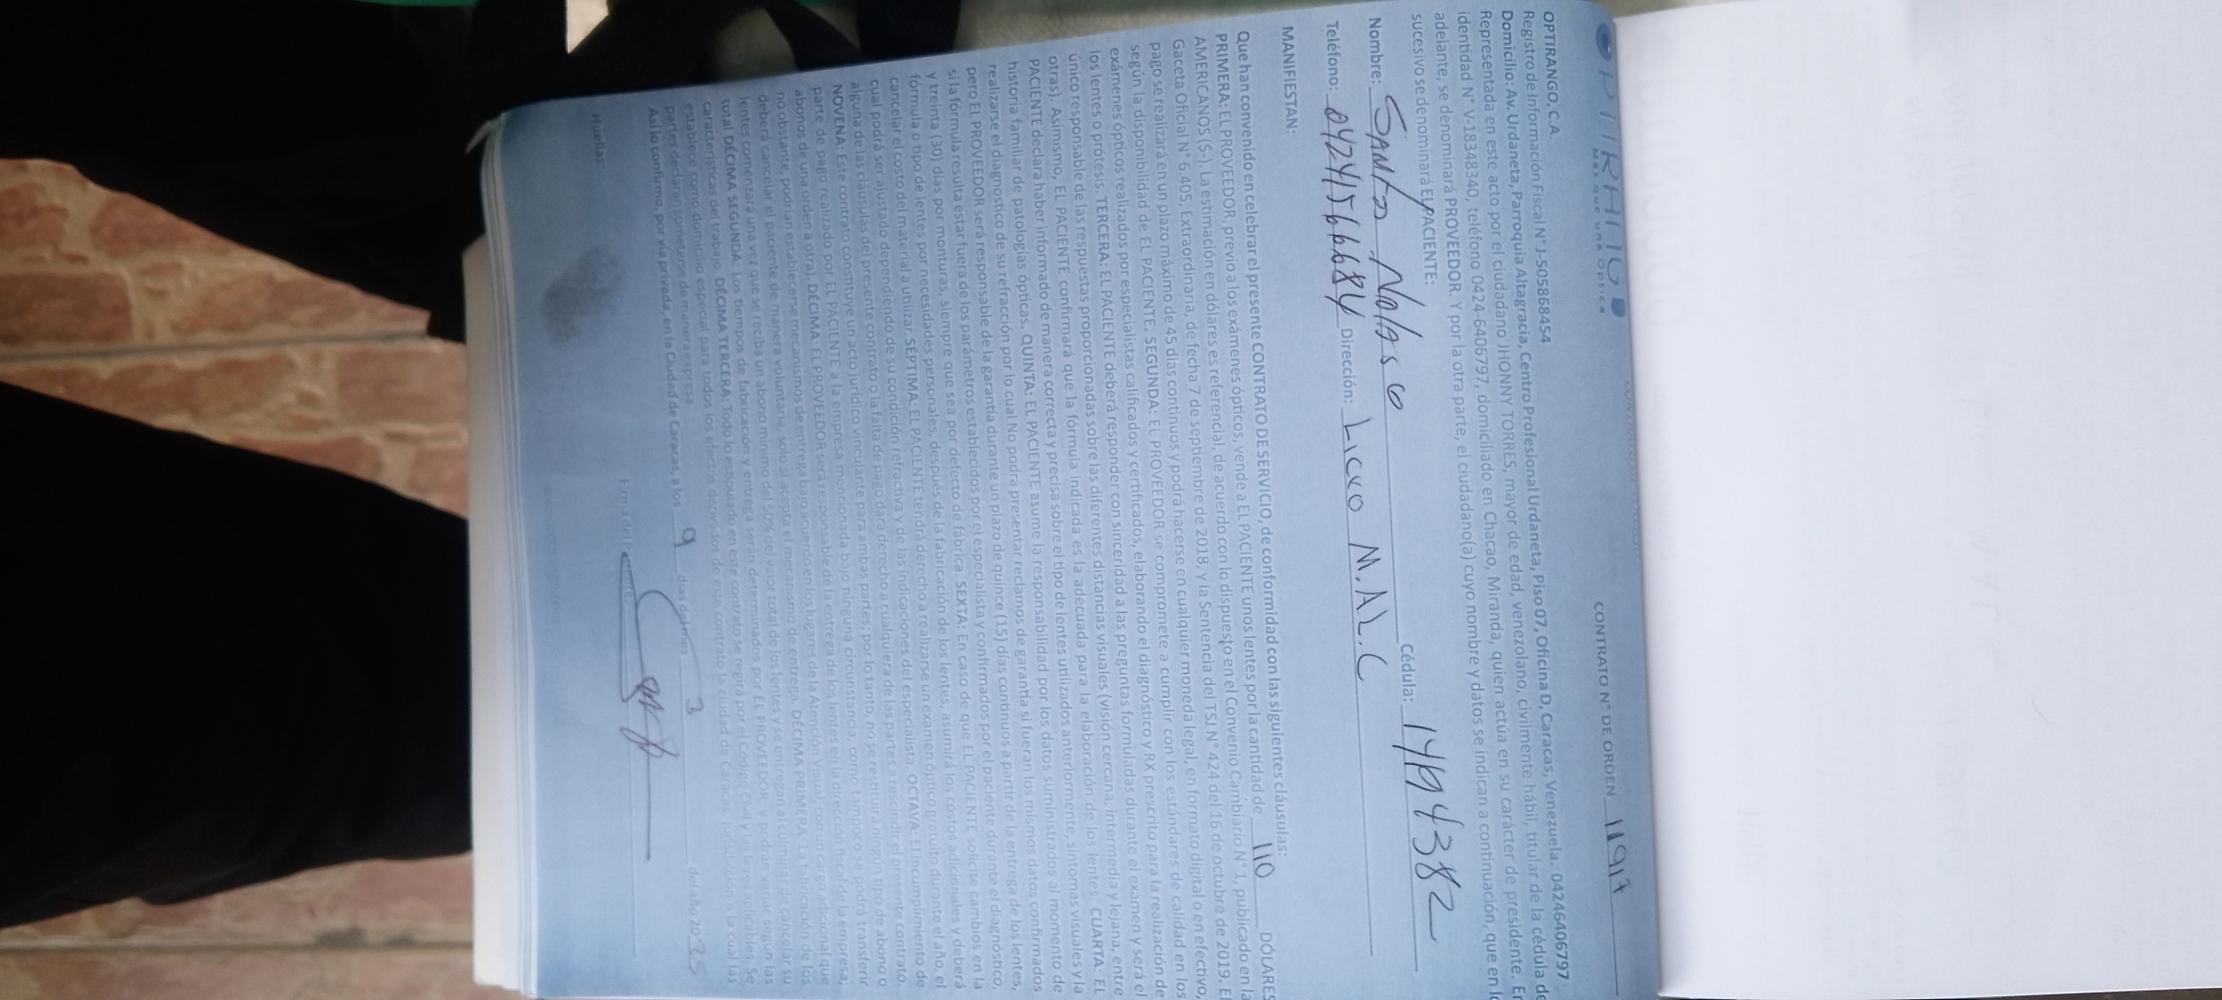 OPTIRANGO
MÁS QUE UNA ÓPTICA
CONTRATO N° DE ORDEN 11917
OPTIRANGO, C.A.
Registro de Información Fiscal N° J-505868454
Domicilio: Av. Urdaneta, Parroquia Altagracia, Centro Profesional Urdaneta, Piso 07, Oficina D, Caracas, Venezuela. 04246406797
Representada en este acto por el ciudadano JHONNY TORRES, mayor de edad, venezolano, civilmente hábil, titular de la cédula de
identidad N° V-18348340, teléfono 0424-6406797, domiciliado en Chacao, Miranda, quien actúa en su carácter de presidente. En
adelante, se denominará PROVEEDOR. Y por la otra parte, el ciudadano(a) cuyo nombre y datos se indican a continuación, que en lo
sucesivo se denominará EL PACIENTE:
Nombre: Santo Nolasco Cédula: 14194382
Teléfono: Dirección:
MANIFIESTAN:
Que han convenido en celebrar el presente CONTRATO DE SERVICIO, de conformidad con las siguientes cláusulas:
PRIMERA: EL PROVEEDOR, previo a los exámenes ópticos, vende a EL PACIENTE unos lentes por la cantidad de 110 DÓLARES
AMERICANOS ($-). La estimación en dólares es referencial, de acuerdo con lo dispuesto en el Convenio Cambiario N° 1, publicado en la
Gaceta Oficial N° 6.405, Extraordinaria, de fecha 7 de septiembre de 2018, y la Sentencia del TSJ N° 424 del 16 de octubre de 2019. El
pago se realizará en un plazo máximo de 45 días continuos y podrá hacerse en cualquier moneda legal, en formato digital o en efectivo,
según la disponibilidad de EL PACIENTE. SEGUNDA: EL PROVEEDOR se compromete a cumplir con los estándares de calidad en los
exámenes ópticos realizados por especialistas calificados y certificados, elaborando el diagnóstico y RX prescrito para la realización de
los lentes o prótesis. TERCERA: EL PACIENTE deberá responder con sinceridad a las preguntas formuladas durante el examen y será el
único responsable de las respuestas proporcionadas sobre las diferentes distancias visuales (visión cercana, intermedia y lejana, entre
otras). Asimismo, EL PACIENTE confirmará que la fórmula indicada es la adecuada para la elaboración de los lentes. CUARTA: EL
PACIENTE declara haber informado de manera correcta y precisa sobre el tipo de lentes utilizados anteriormente, síntomas visuales y la
historia familiar de patologías ópticas. QUINTA: EL PACIENTE asume la responsabilidad por los datos suministrados al momento de
realizarse el diagnostico de su refracción por lo cual No podrá presentar reclamos de garantía si fueran los mismos datos confirmados
pero EL PROVEEDOR será responsable de la garantía durante un plazo de quince (15) días continuos a partir de la entrega de los lentes,
si la fórmula resulta estar fuera de los parámetros establecidos por el especialista y confirmados por el paciente durante el diagnóstico,
y treinta (30) días por monturas, siempre que sea por defecto de fábrica. SEXTA: En caso de que EL PACIENTE solicite cambios en la
fórmula o tipo de lentes por necesidades personales, después de la fabricación de los lentes, asumirá los costos adicionales y deberá
cancelar el costo del material a utilizar. SÉPTIMA: EL PACIENTE tendrá derecho a realizarse un examen óptico gratuito durante el año el
cual podrá ser ajustado dependiendo de su condición refractiva y de las indicaciones del especialista. OCTAVA: El incumplimiento de
alguna de las cláusulas del presente contrato o la falta de pago dará derecho a cualquiera de las partes a rescindir el presente contrato.
NOVENA: Este contrato constituye un acto jurídico vinculante para ambas partes; por lo tanto, no se restituirá ningún tipo de abono o
parte de pago realizado por EL PACIENTE a la empresa mencionada bajo ninguna circunstancia, como tampoco se podrá transferir
abonos de una orden a otra). DÉCIMA. EL PROVEEDOR será responsable de la entrega de los lentes en la de la empresa,
no obstante, podrían establecerse mecanismos de entrega bajo acuerdo en los lugares de la Atención Visual, con un cargo adicional que
deberá cancelar el paciente de manera voluntaria, solo si acepta el mecanismo de entrega. DÉCIMA PRIMERA. La fabricación de los
lentes comenzará una vez que se reciba un abono mínimo del 50% del valor total de los lentes y se entregan al culminar de cancelar su
total. DÉCIMA SEGUNDA. Los tiempos de fabricación y entrega serán determinados por EL PROVEEDOR, y podrán variar según las
características del trabajo. DÉCIMA TERCERA: Todo lo estipulado en este contrato se regirá por el Código Civil y Se
establece como domicilio especial para todos los efectos derivados de este contrato la ciudad de Caracas, a la cual las
partes declaran someterse de manera expresa.
Así lo confirmo, por vía privada, en la Ciudad de Caracas, a los 9 días del mes 3 del año 2025
Huellas: Firma del